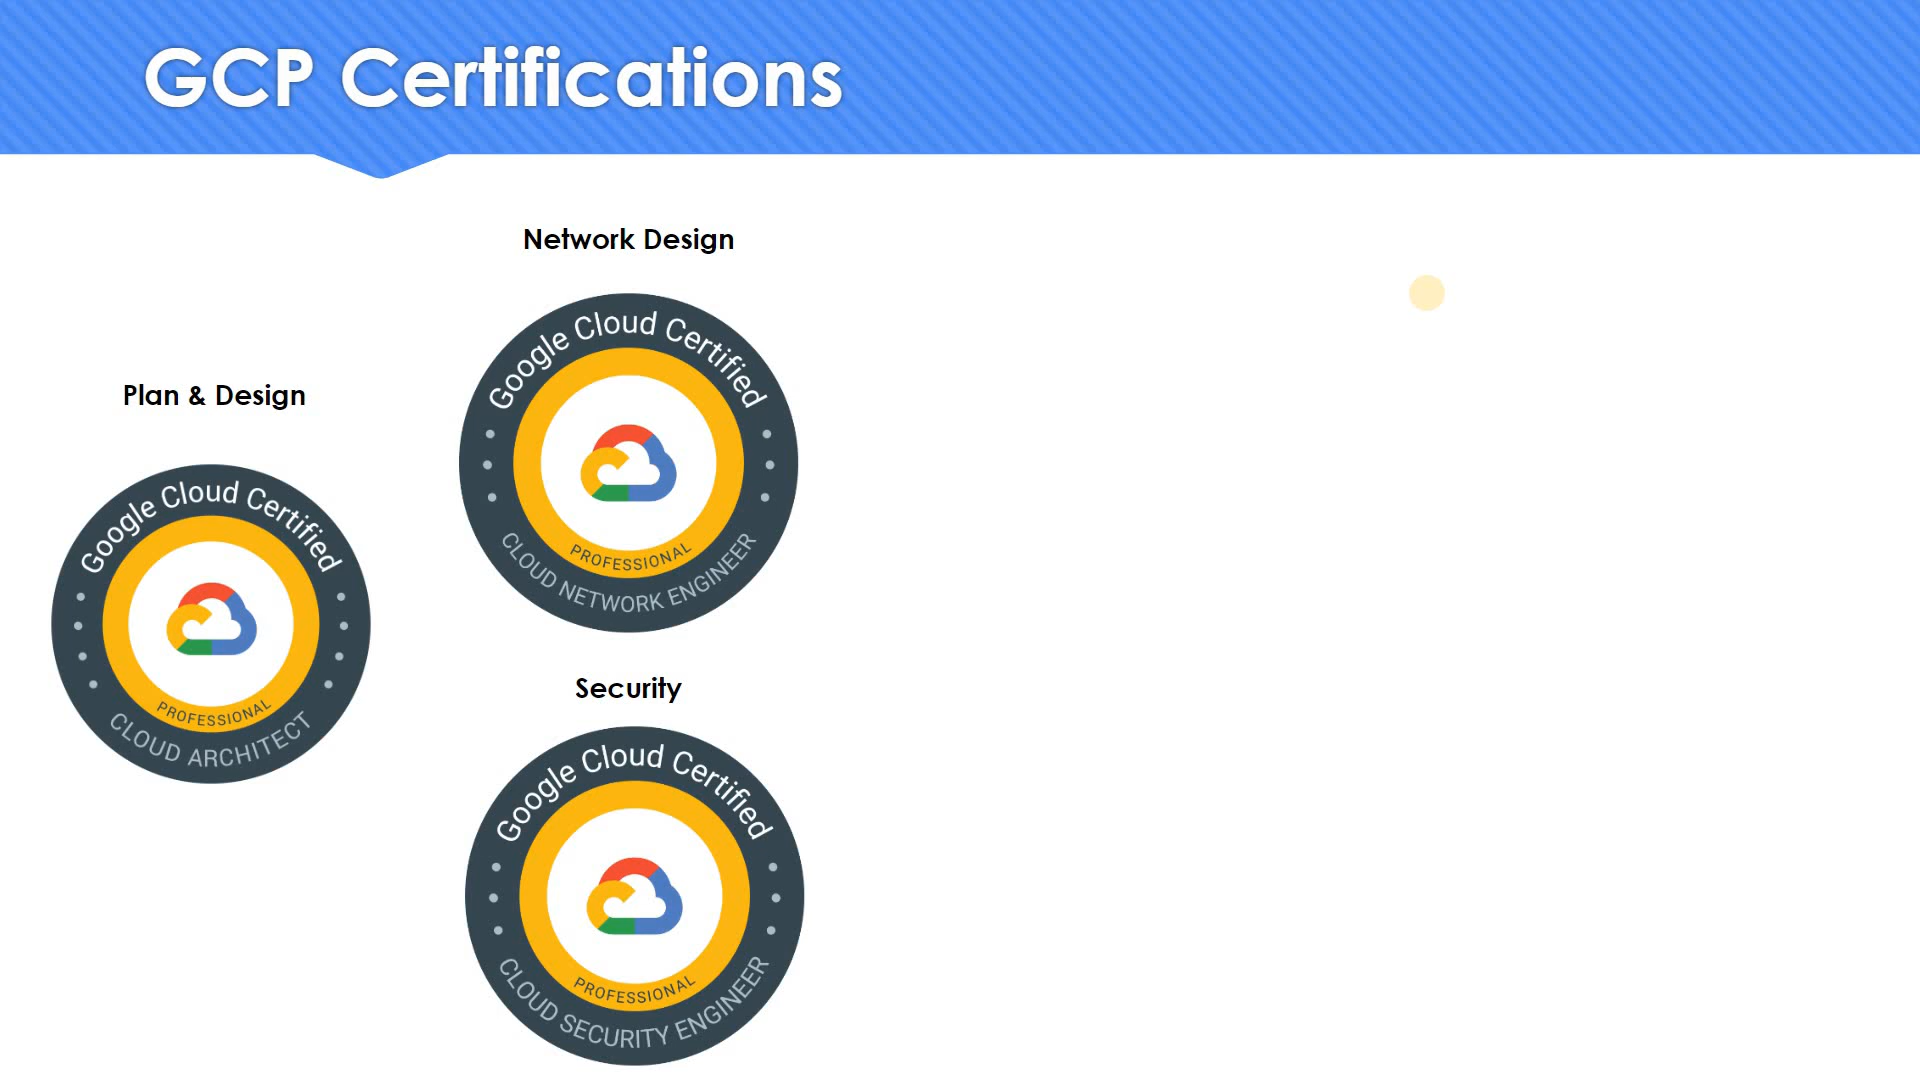 GCP Certifications
Network Design
Google Cloud Certified
PROFESSIONAL
CLOUD NETWORK ENGINEER
Plan & Design
Google Cloud Certified
PROFESSIONAL
CLOUD ARCHITECT
Security
Google Cloud Certified
PROFESSIONAL
CLOUD SECURITY ENGINEER